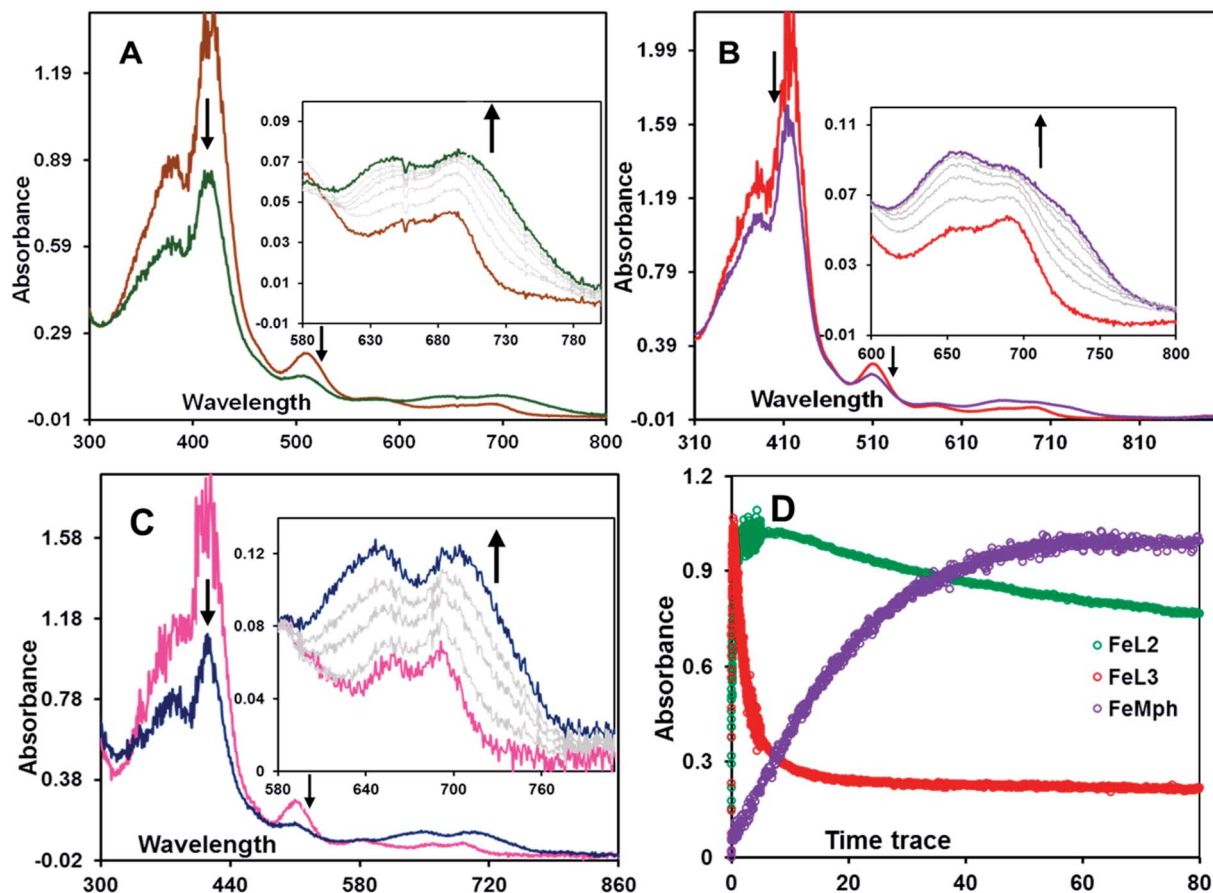 A
Absorbance
1.19
0.89
0.59
0.29
-0.01
300 400 500 600 700 800
Wavelength
0.09
0.07
0.05
0.03
0.01
-0.01
580 630 680 730 780
B
Absorbance
1.99
1.59
1.19
0.79
0.39
-0.01
310 410 510 610 710 810
Wavelength
0.11
0.07
0.03
-0.01
600 650 700 750 800
C
Absorbance
1.58
1.18
0.78
0.38
-0.02
300 440 580 720 860
Wavelength
0.12
0.08
0.04
0
580 640 700 760
D
Absorbance
1.2
0.9
0.6
0.3
0
0 20 40 60 80
Time trace
FeL2
FeL3
FeMph